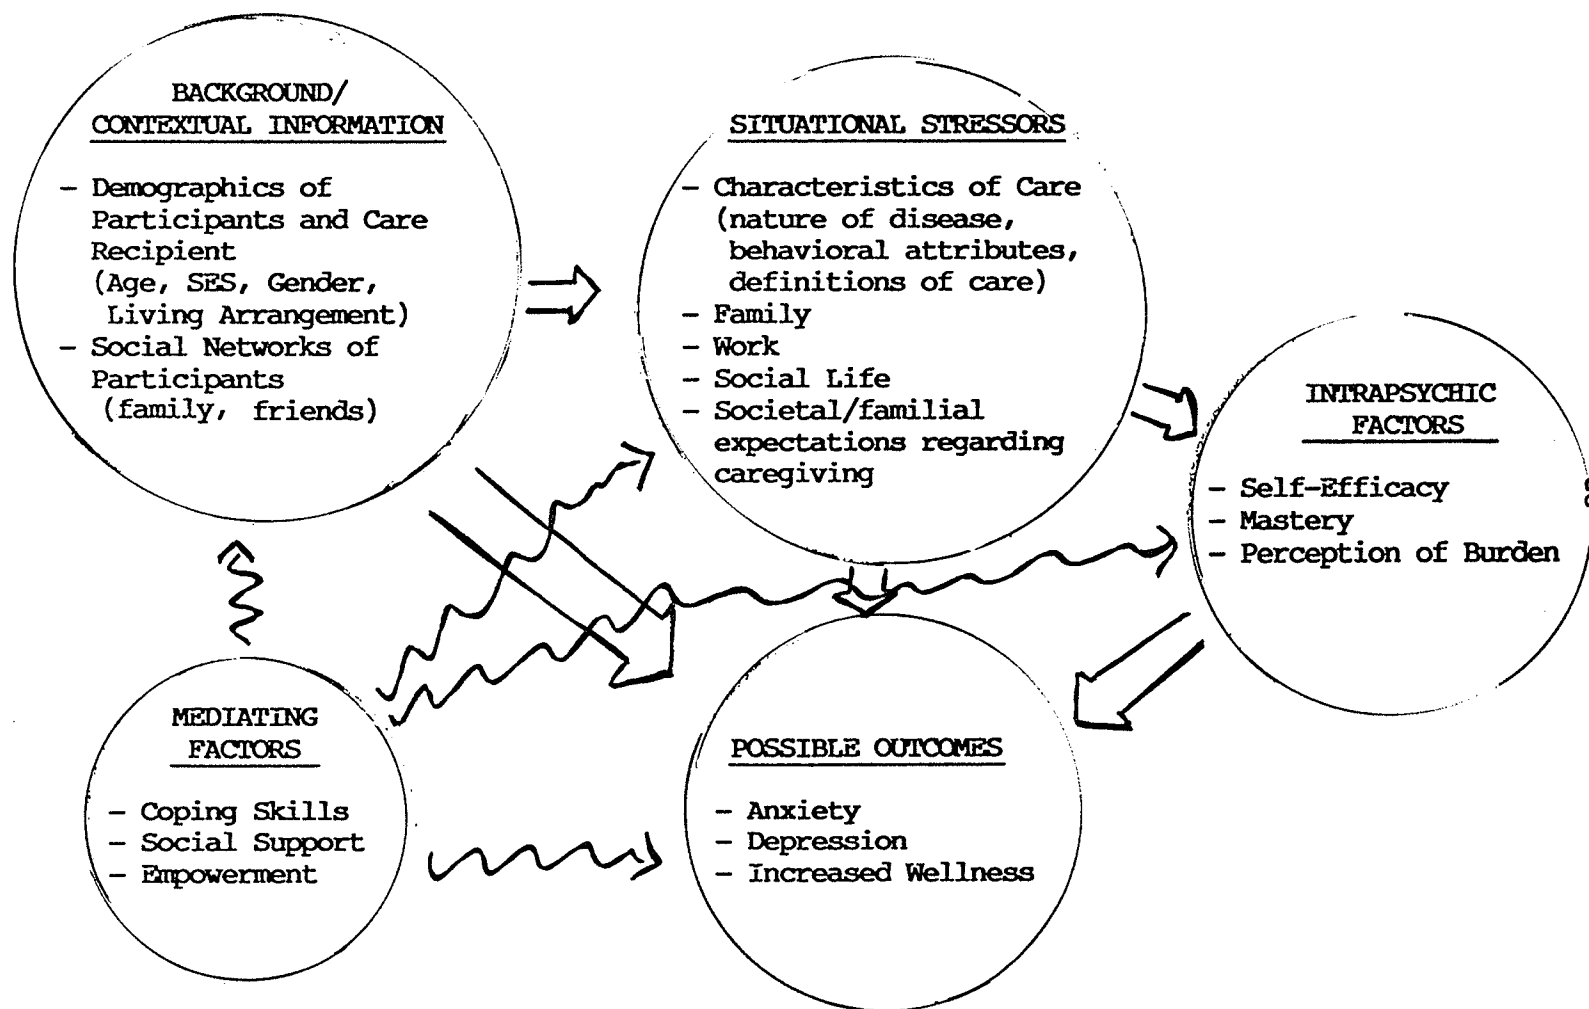 BACKGROUND/
CONTEXTUAL INFORMATION
- Demographics of
Participants and Care
Recipient
(Age, SES, Gender,
Living Arrangement)
- Social Networks of
Participants
(family, friends)
SITUATIONAL STRESSORS
- Characteristics of Care
(nature of disease,
behavioral attributes,
definitions of care)
- Family
- Work
- Social Life
- Societal/familial
expectations regarding
caregiving
INTRAPSYCHIC
FACTORS
- Self-Efficacy
- Mastery
- Perception of Burden
MEDIATING
FACTORS
- Coping Skills
- Social Support
- Empowerment
POSSIBLE OUTCOMES
- Anxiety
- Depression
- Increased Wellness